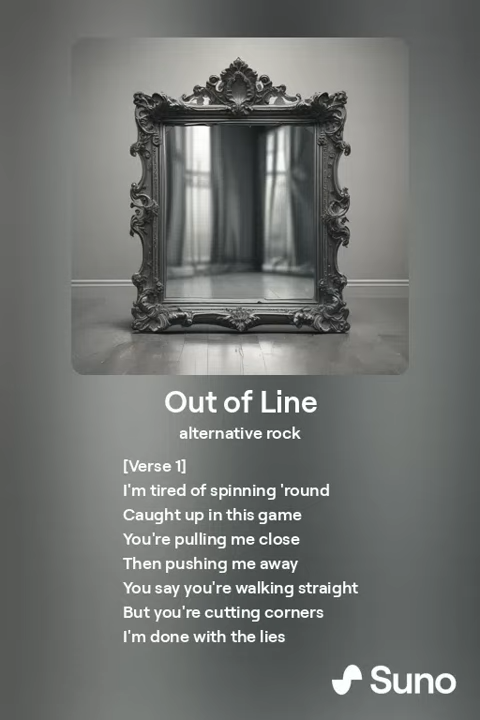 Out of Line
alternative rock
[Verse 1]
I'm tired of spinning 'round
Caught up in this game
You're pulling me close
Then pushing me away
You say you're walking straight
But you're cutting corners
I'm done with the lies
Suno